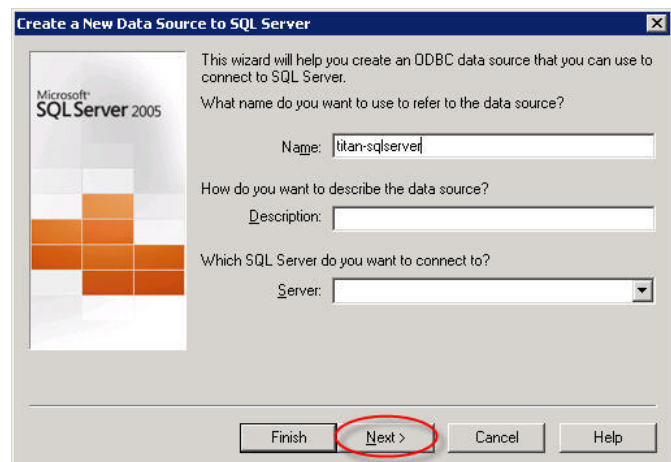 Create a New Data Source to SQL Server
Microsoft
SQL Server 2005
This wizard will help you create an ODBC data source that you can use to
connect to SQL Server.
What name do you want to use to refer to the data source?
Name: titan-sqlserver
How do you want to describe the data source?
Description:
Which SQL Server do you want to connect to?
Server:
Finish Next > Cancel Help